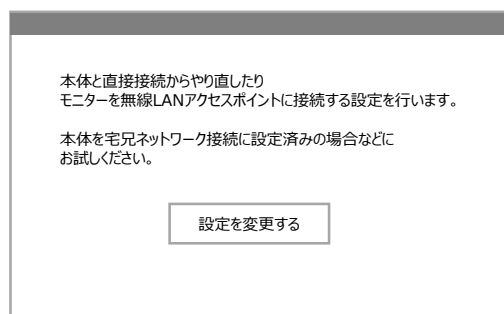 本体と直接接続からやり直したり
モニターを無線LANアクセスポイントに接続する設定を行います。
本体を宅兄ネットワーク接続に設定済みの場合などに
お試しください。
設定を変更する